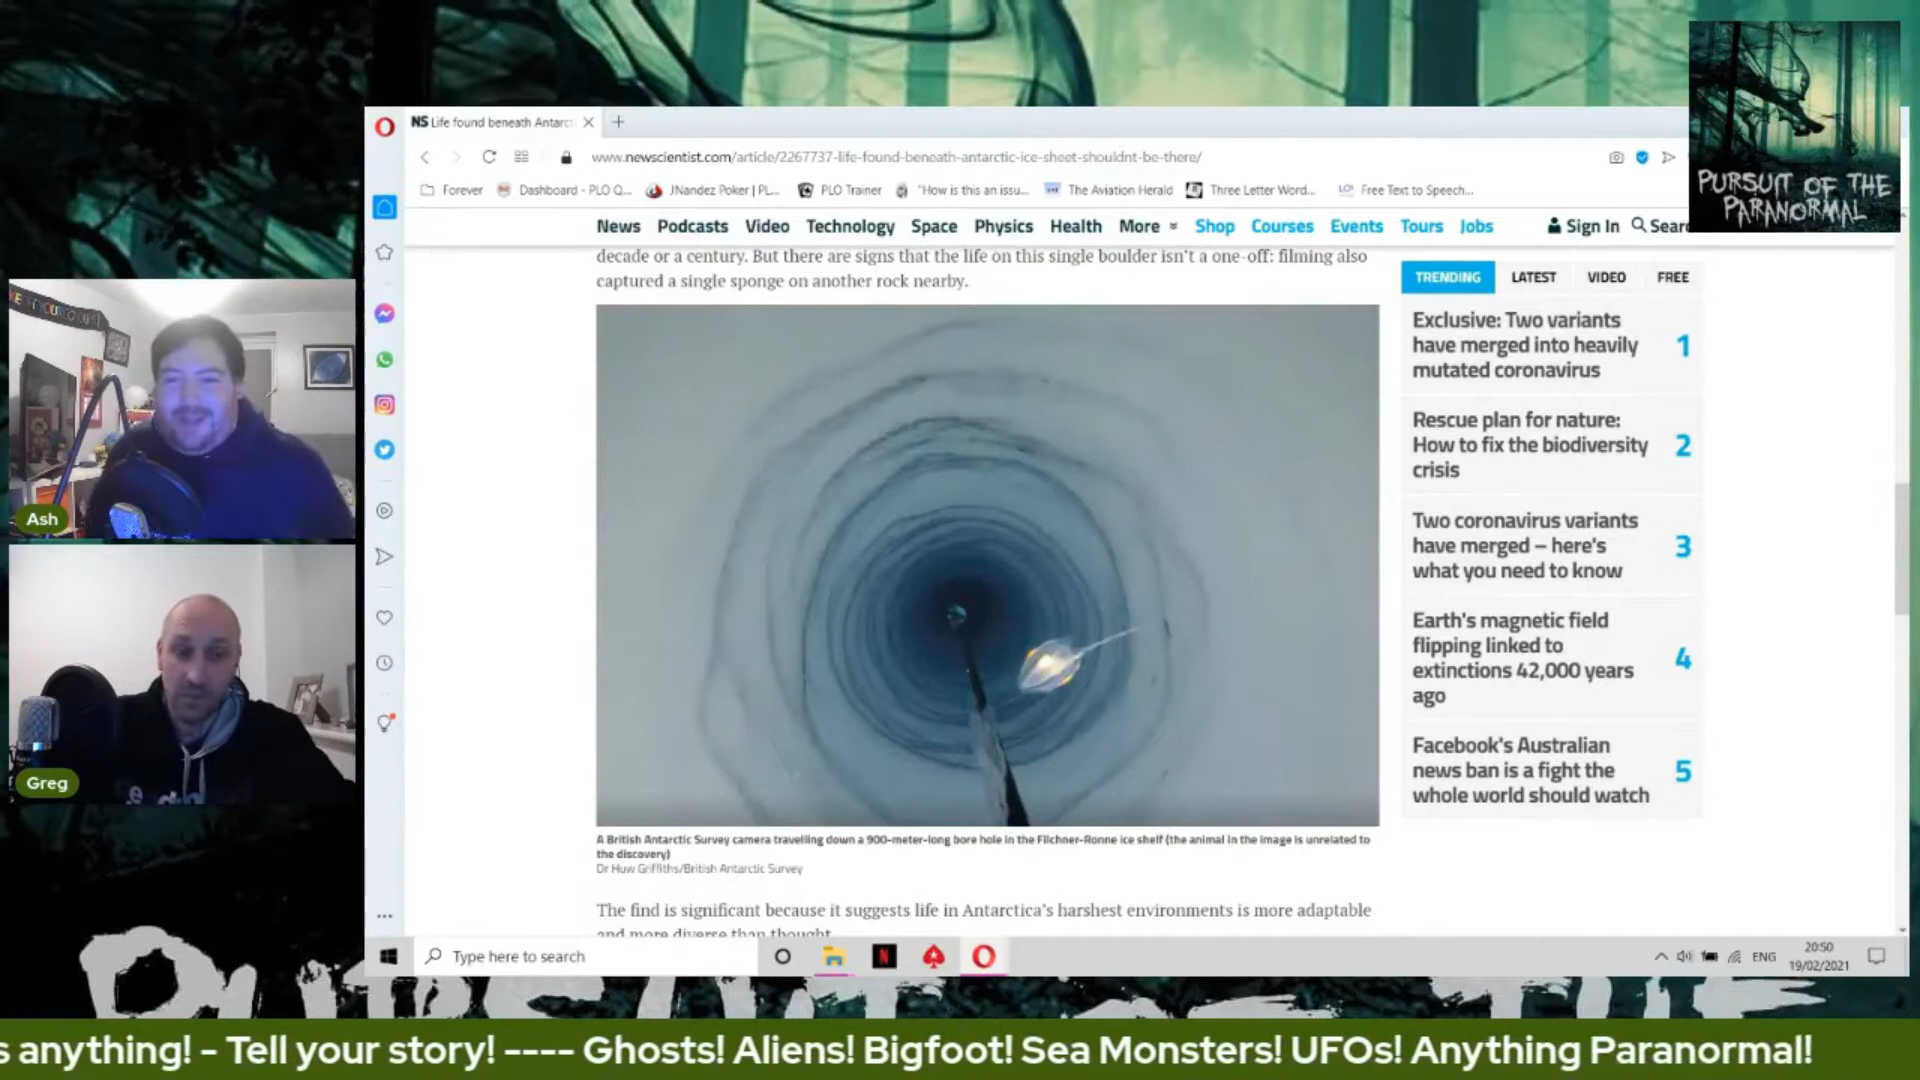 NS Life found beneath Antarct
www.newscientist.com/article/2267737-life-found-beneath-antarctic-ice-sheet-shouldnt-be-there/
Forever Dashboard - PLO Q... JNandez Poker | PL... PLO Trainer "How is this an issu... The Aviation Herald Three Letter Word... Free Text to Speech...
PURSUIT OF THE
PARANORMAL
News Podcasts Video Technology Space Physics Health More Shop Courses Events Tours Jobs Sign In Searc
decade or a century. But there are signs that the life on this single boulder isn't a one-off: filming also
captured a single sponge on another rock nearby.
TRENDING LATEST VIDEO FREE
Exclusive: Two variants
have merged into heavily
mutated coronavirus
1
Rescue plan for nature:
How to fix the biodiversity
crisis
2
Two coronavirus variants
have merged – here's
what you need to know
3
Earth's magnetic field
flipping linked to
extinctions 42,000 years
ago
4
Facebook's Australian
news ban is a fight the
whole world should watch
5
Ash
Greg
A British Antarctic Survey camera travelling down a 900-meter-long bore hole in the Filchner-Ronne ice shelf (the animal in the image is unrelated to
the discovery)
Dr Huw Griffiths/British Antarctic Survey
The find is significant because it suggests life in Antarctica's harshest environments is more adaptable
and more diverse than thought.
Type here to search
ENG
20:50
19/02/2021
s anything! - Tell your story! ---- Ghosts! Aliens! Bigfoot! Sea Monsters! UFOs! Anything Paranormal!